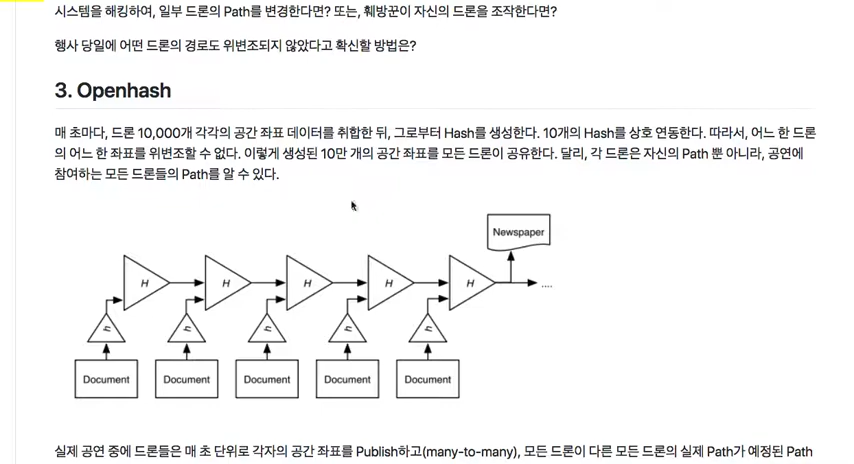 시스템을 해킹하여, 일부 드론의 Path를 변경한다면? 또는, 훼방꾼이 자신의 드론을 조작한다면?
행사 당일에 어떤 드론의 경로도 위변조되지 않았다고 확신할 방법은?
3. Openhash
매 초마다, 드론 10,000개 각각의 공간 좌표 데이터를 취합한 뒤, 그로부터 Hash를 생성한다. 10개의 Hash를 상호 연동한다. 따라서, 어느 한 드론
의 어느 한 좌표를 위변조할 수 없다. 이렇게 생성된 10만 개의 공간 좌표를 모든 드론이 공유한다. 달리, 각 드론은 자신의 Path 뿐 아니라, 공연에
참여하는 모든 드론들의 Path를 알 수 있다.
Newspaper
H H H H H ....
h h h h h
Document Document Document Document Document
실제 공연 중에 드론들은 매 초 단위로 각자의 공간 좌표를 Publish하고(many-to-many), 모든 드론이 다른 모든 드론의 실제 Path가 예정된 Path